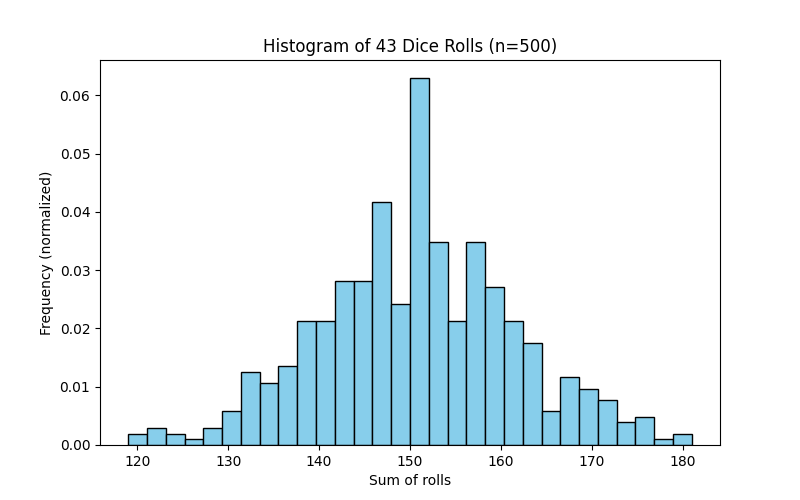 Histogram of 43 Dice Rolls (n=500)
Frequency (normalized)
0.06
0.05
0.04
0.03
0.02
0.01
0.00
120 130 140 150 160 170 180
Sum of rolls